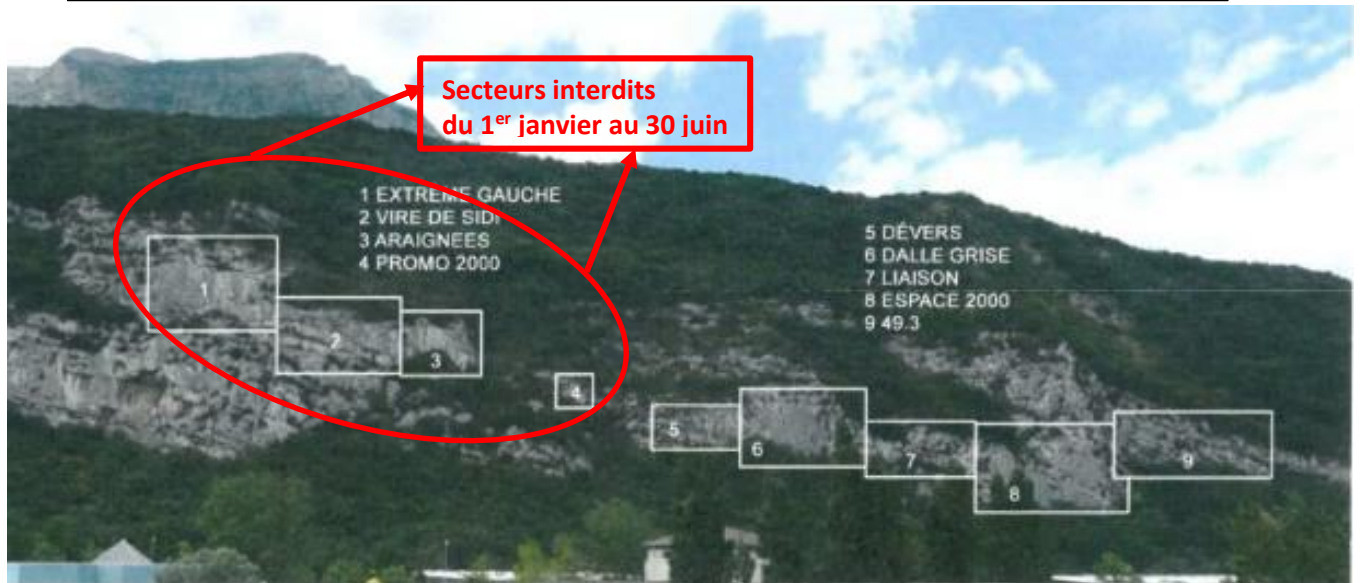 Secteurs interdits
du 1er janvier au 30 juin
1 EXTREME GAUCHE
2 VIRE DE SIDI
3 ARAIGNEES
4 PROMO 2000
5 DÉVERS
6 DALLE GRISE
7 LIAISON
8 ESPACE 2000
9 49.3
1
2
3
4
5
6
7
8
9